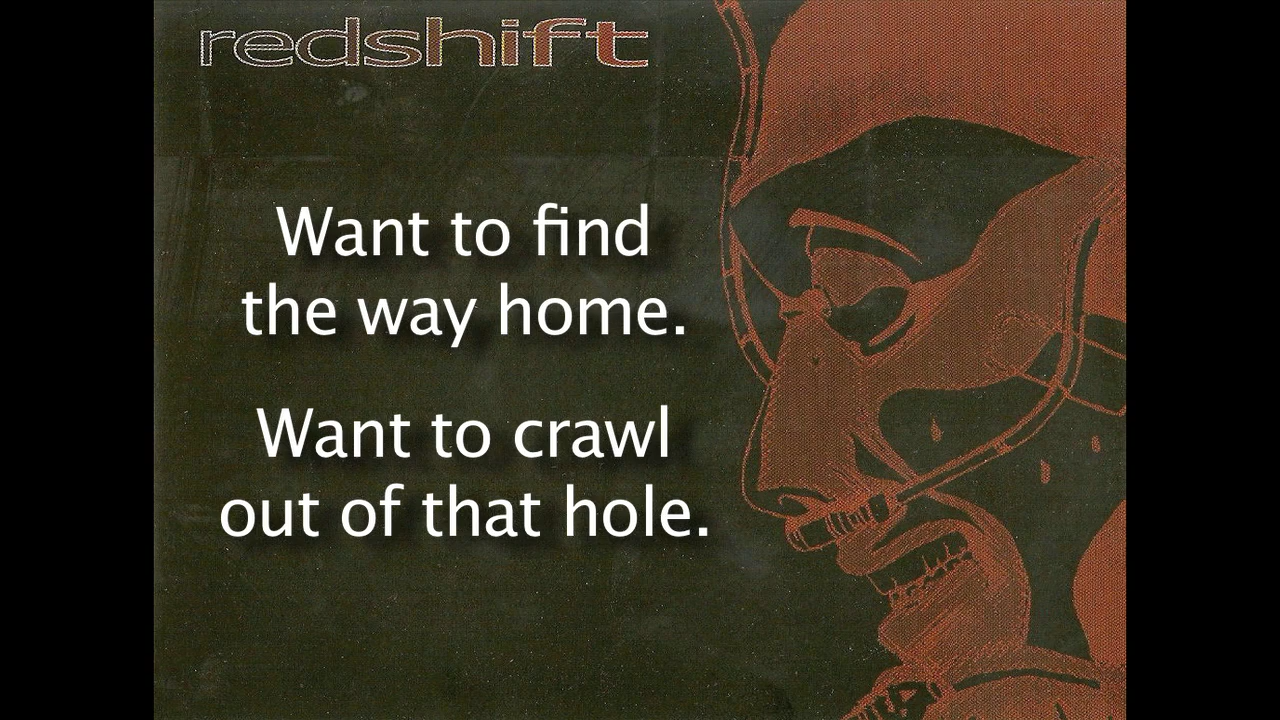 redshift
Want to find
the way home.
Want to crawl
out of that hole.